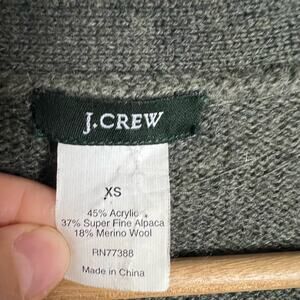 J.CREW
XS
45% Acrylic
37% Super Fine Alpaca
18% Merino Wool
RN77388
Made in China